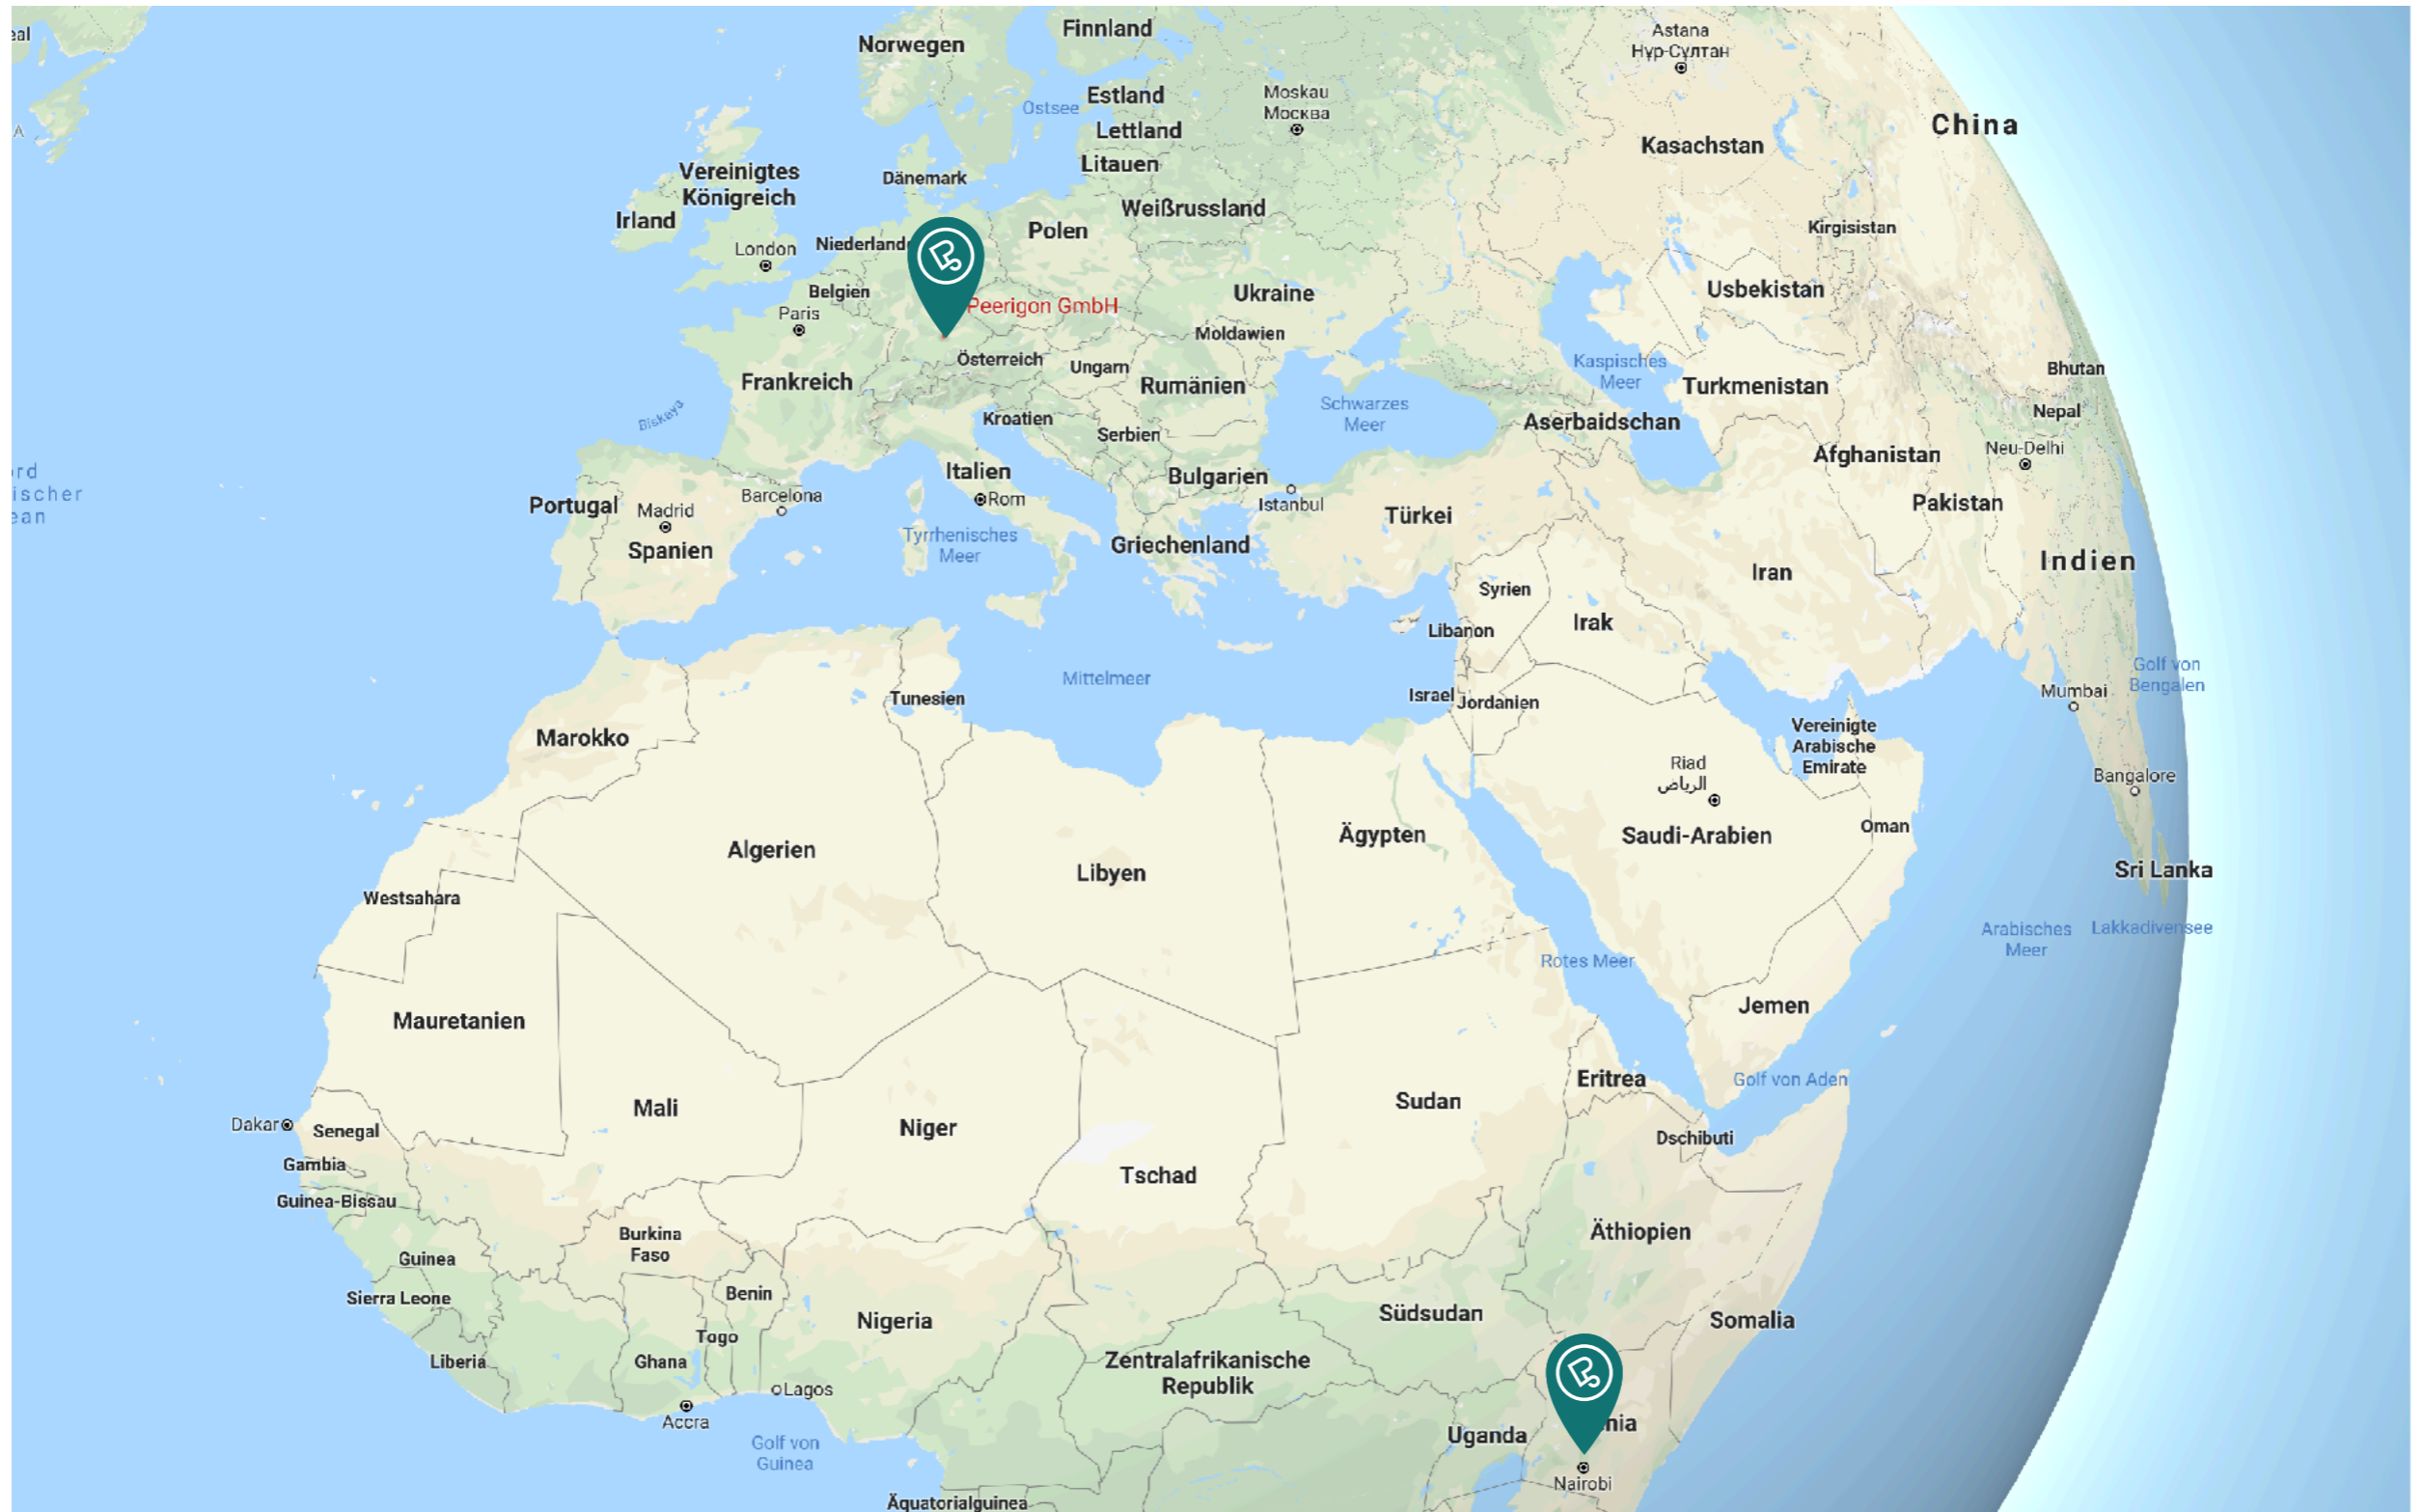 Finnland
Norwegen
Astana
Нұр-Сұлтан
Estland
Ostsee
Moskau
Москва
Lettland
China
Kasachstan
Litauen
Vereinigtes
Königreich
Dänemark
Weißrussland
Irland
Polen
Kirgisistan
London
Belgien
Peerigon GmbH
Ukraine
Usbekistan
Paris
Moldawien
Österreich
Ungarn
Kaspisches
Meer
Bhutan
Frankreich
Rumänien
Turkmenistan
Biskaya
Kroatien
Schwarzes
Meer
Nepal
Serbien
Aserbaidschan
Afghanistan
Neu-Delhi
Italien
Bulgarien
Portugal
Madrid
Barcelona
Rom
Istanbul
Pakistan
Türkei
Spanien
Tyrrhenisches
Meer
Griechenland
Indien
Iran
Syrien
Irak
Libanon
Mittelmeer
Golf von
Bengalen
Tunesien
Israel
Jordanien
Mumbai
Marokko
Vereinigte
Arabische
Emirate
Riad
الرياض
Bangalore
Algerien
Ägypten
Saudi-Arabien
Oman
Libyen
Sri Lanka
Westsahara
Arabisches
Meer
Lakkadivensee
Rotes Meer
Mauretanien
Jemen
Eritrea
Golf von Aden
Mali
Sudan
Dakar
Senegal
Niger
Dschibuti
Gambia
Tschad
Guinea-Bissau
Burkina
Faso
Äthiopien
Guinea
Sierra Leone
Benin
Nigeria
Südsudan
Somalia
Togo
Liberia
Ghana
Zentralafrikanische
Republik
Lagos
Accra
Uganda
nia
Golf von
Guinea
Nairobi
Äquatorialguinea